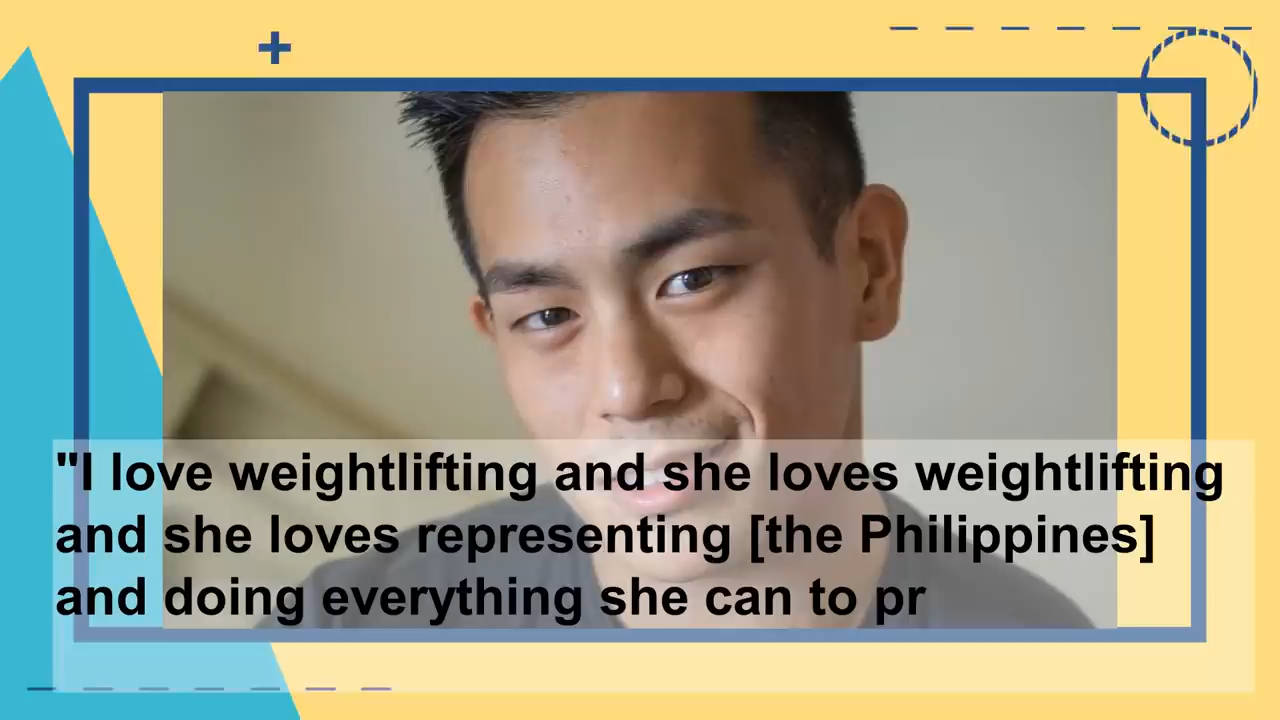 "I love weightlifting and she loves weightlifting
and she loves representing [the Philippines]
and doing everything she can to pr